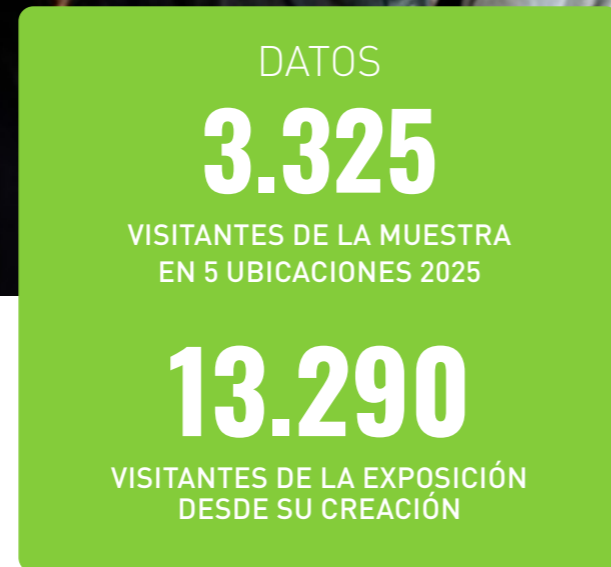 DATOS
3.325
VISITANTES DE LA MUESTRA
EN 5 UBICACIONES 2025
13.290
VISITANTES DE LA EXPOSICIÓN
DESDE SU CREACIÓN